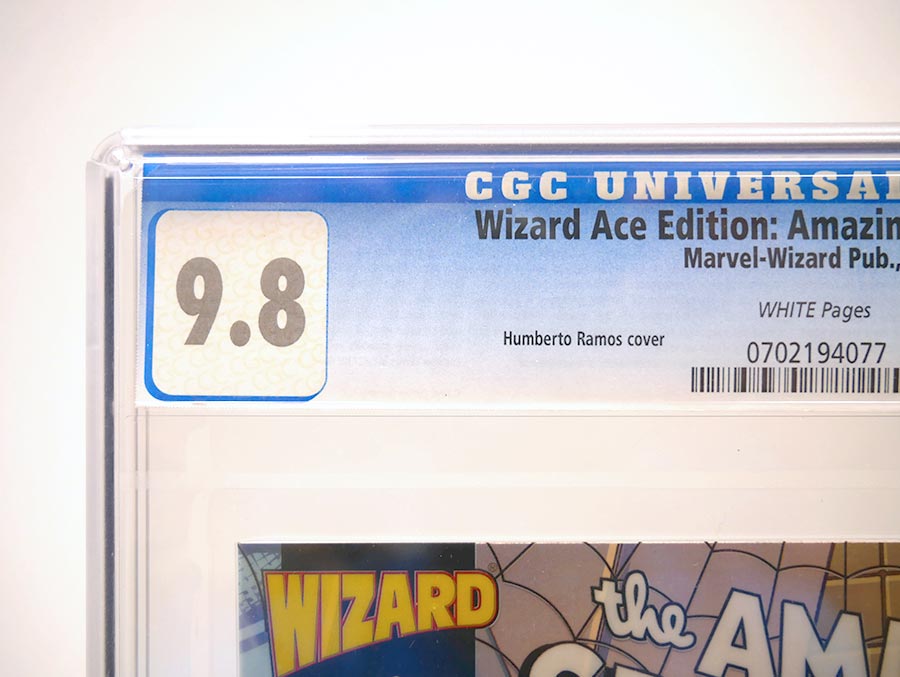 CGC UNIVERSAL
9.8
Wizard Ace Edition: Amazin
Marvel-Wizard Pub.,
WHITE Pages
Humberto Ramos cover
0702194077
WIZARD®
the
AMA